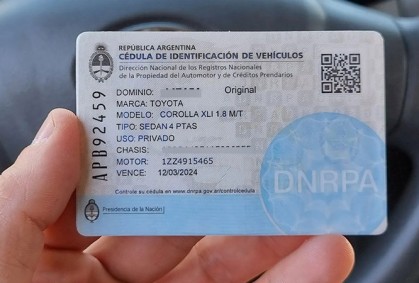 REPÚBLICA ARGENTINA
CÉDULA DE IDENTIFICACIÓN DE VEHÍCULOS
Dirección Nacional de los Registros Nacionales
de la Propiedad del Automotor y de Créditos Prendarios
DOMINIO: Original
MARCA: TOYOTA
MODELO: COROLLA XLI 1.8 M/T
TIPO: SEDAN 4 PTAS
USO: PRIVADO
CHASIS:
MOTOR: 1ZZ4915465
VENCE: 12/03/2024
Controle su cédula en www.dnrpa.gov.ar/controlcedula
Presidencia de la Nación
APB92459
DNRPA